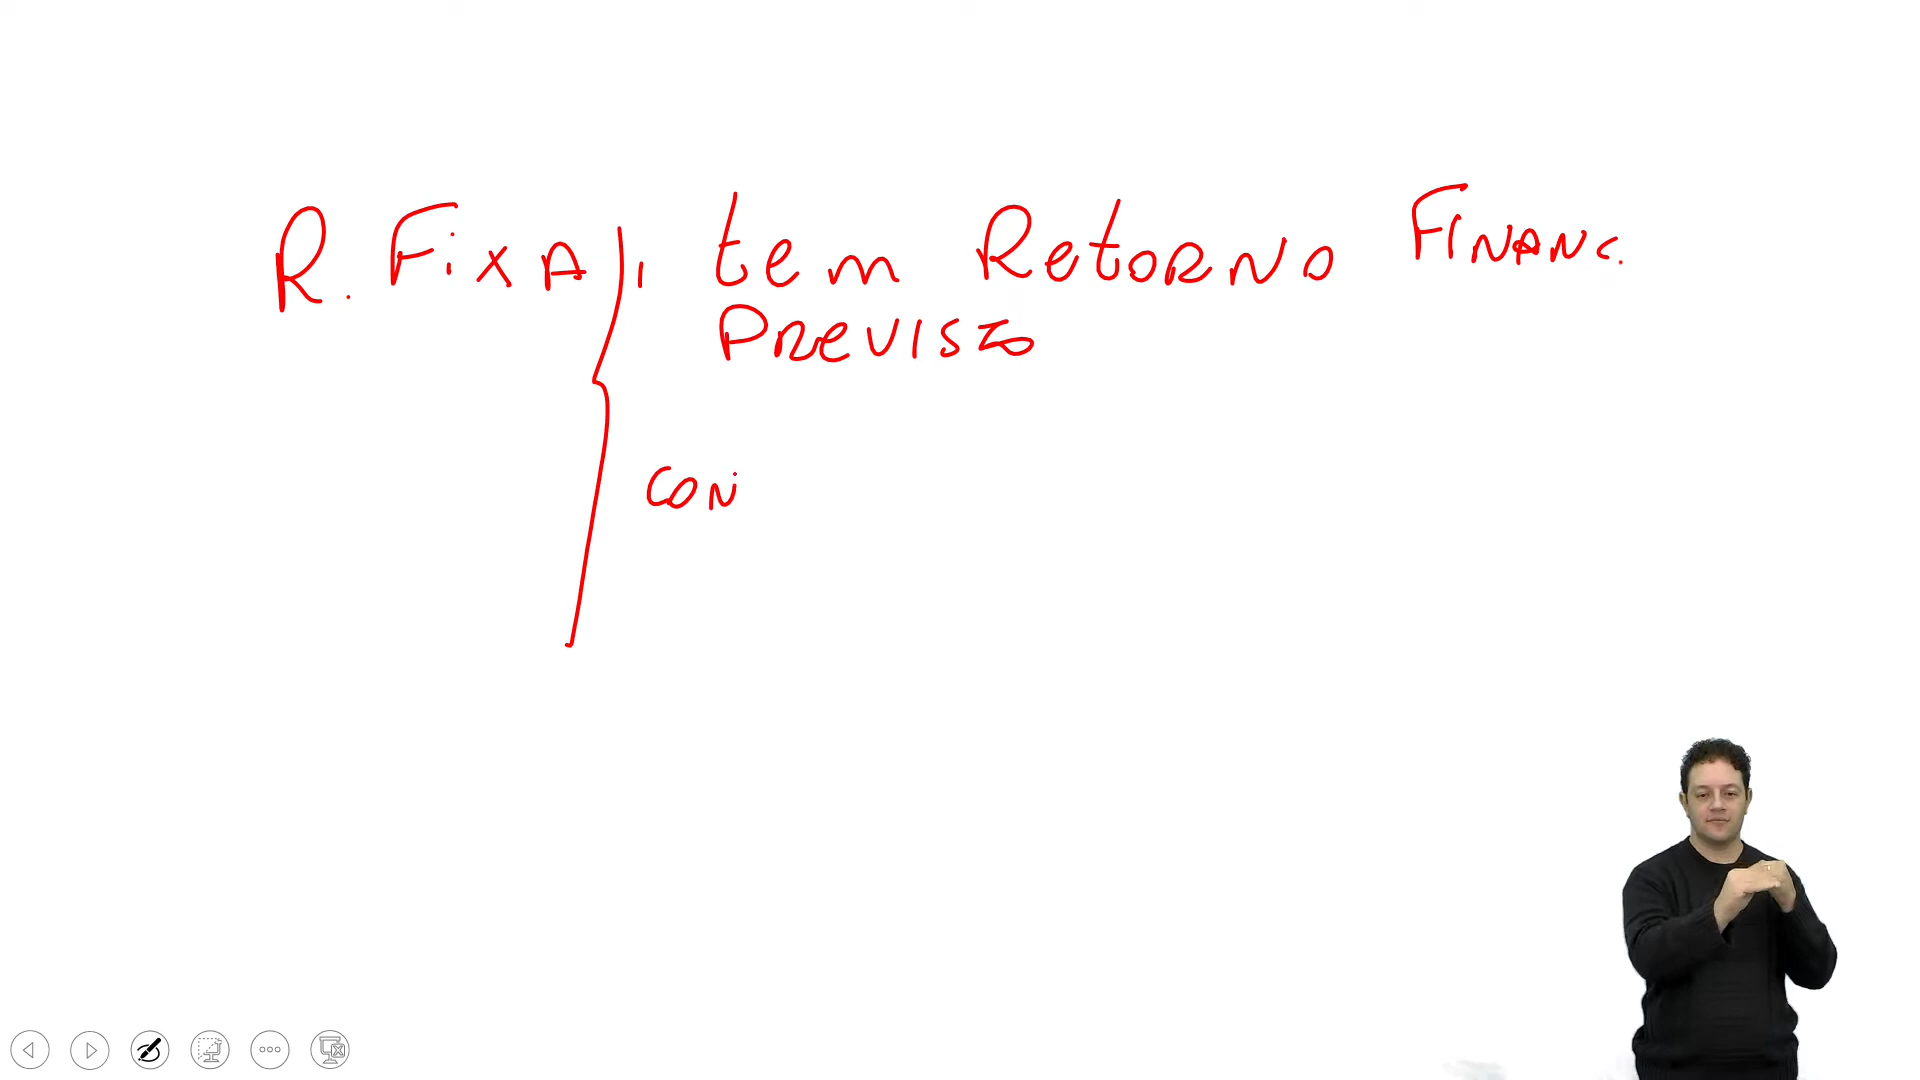 R. Fixa, tem Retorno Financ.
Previsto
con